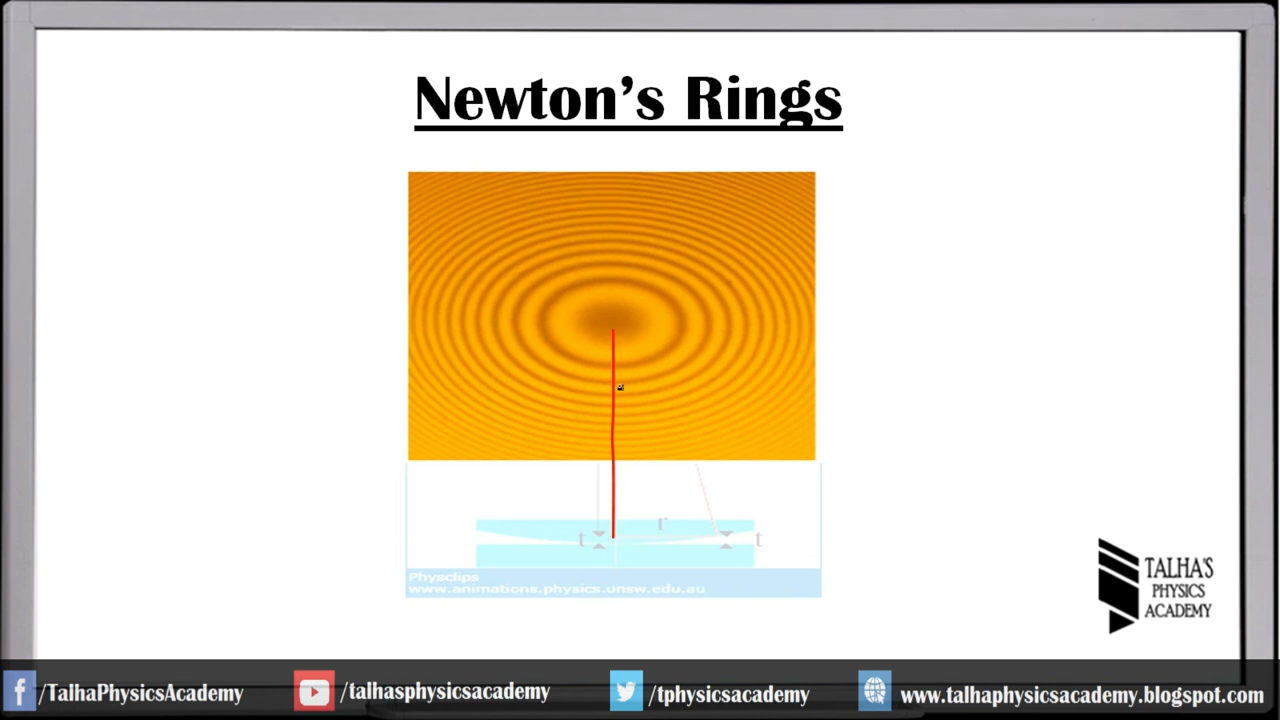 Newton’s Rings
r
t
t
Physclips
www.animations.physics.unsw.edu.au
TALHA'S
PHYSICS
ACADEMY
/TalhaPhysicsAcademy
/talhasphysicsacademy
/tphysicsacademy
www.talhaphysicsacademy.blogspot.com